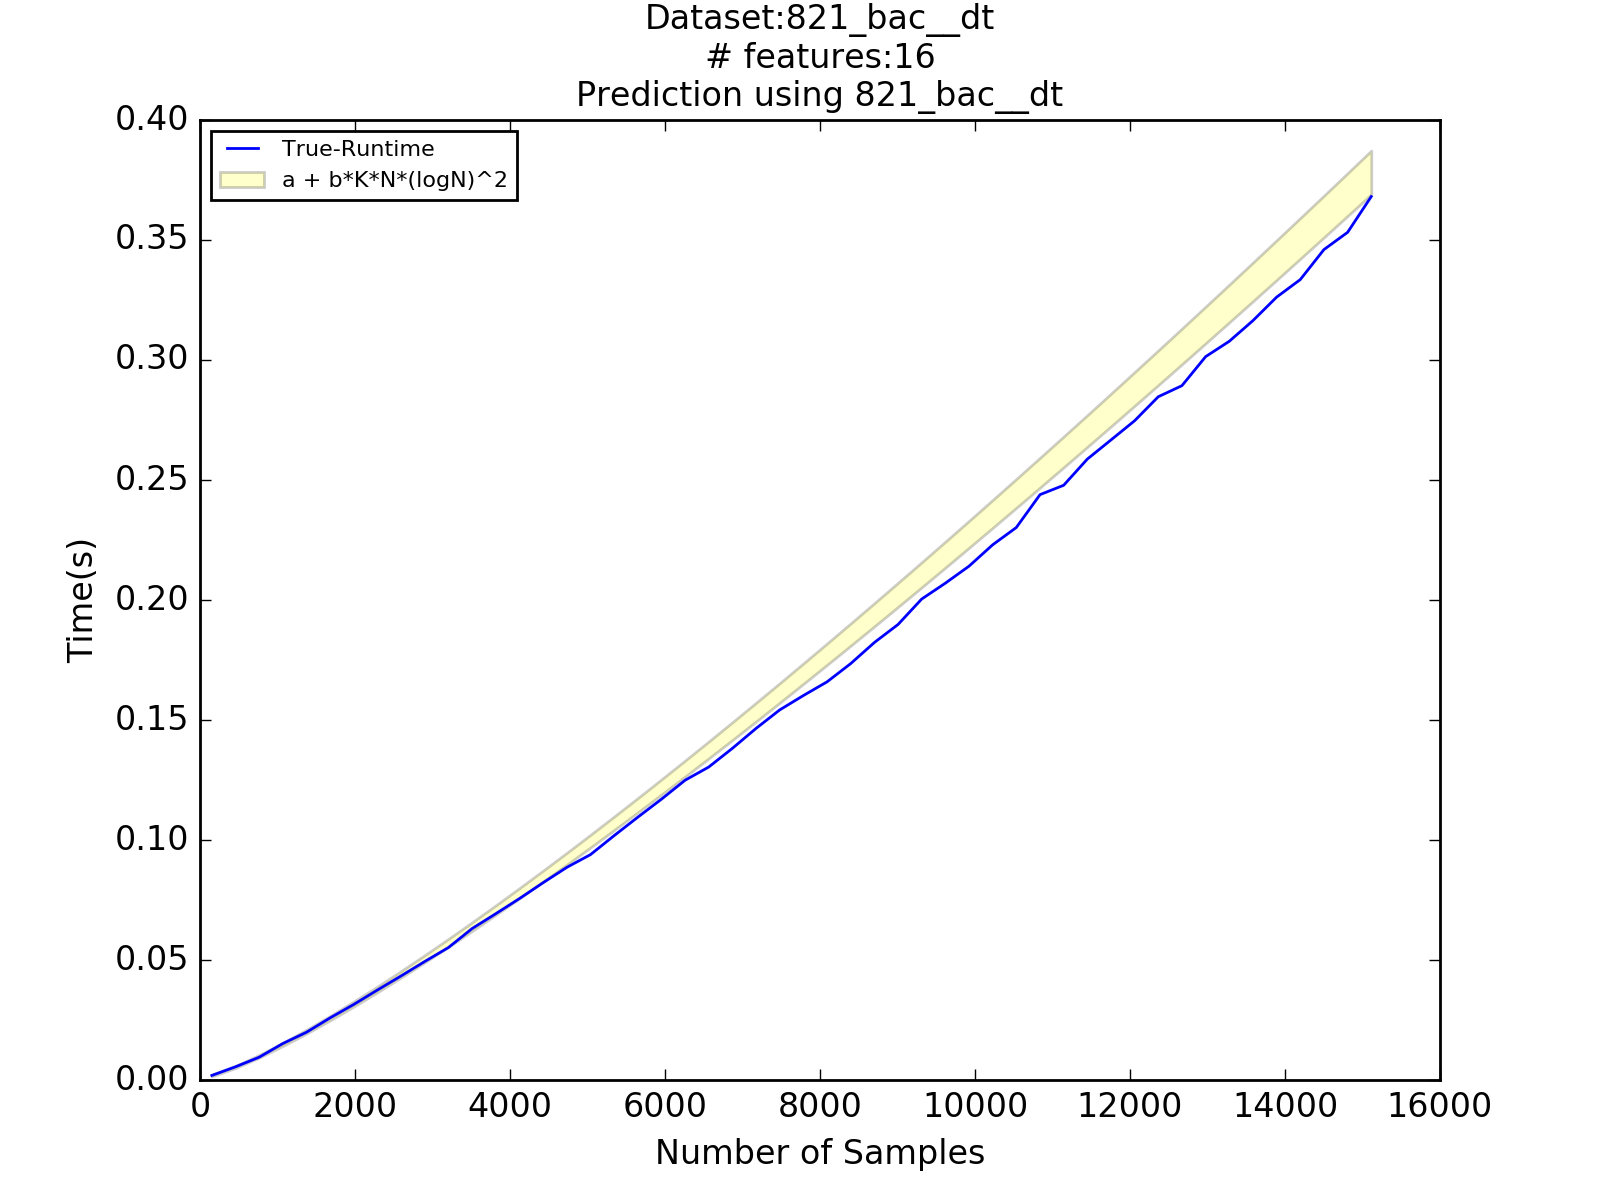 Dataset:821_bac__dt
# features:16
Prediction using 821_bac__dt
True-Runtime
a + b*K*N*(logN)^2
0.40
0.35
0.30
0.25
0.20
0.15
0.10
0.05
0.00
Time(s)
0 2000 4000 6000 8000 10000 12000 14000 16000
Number of Samples